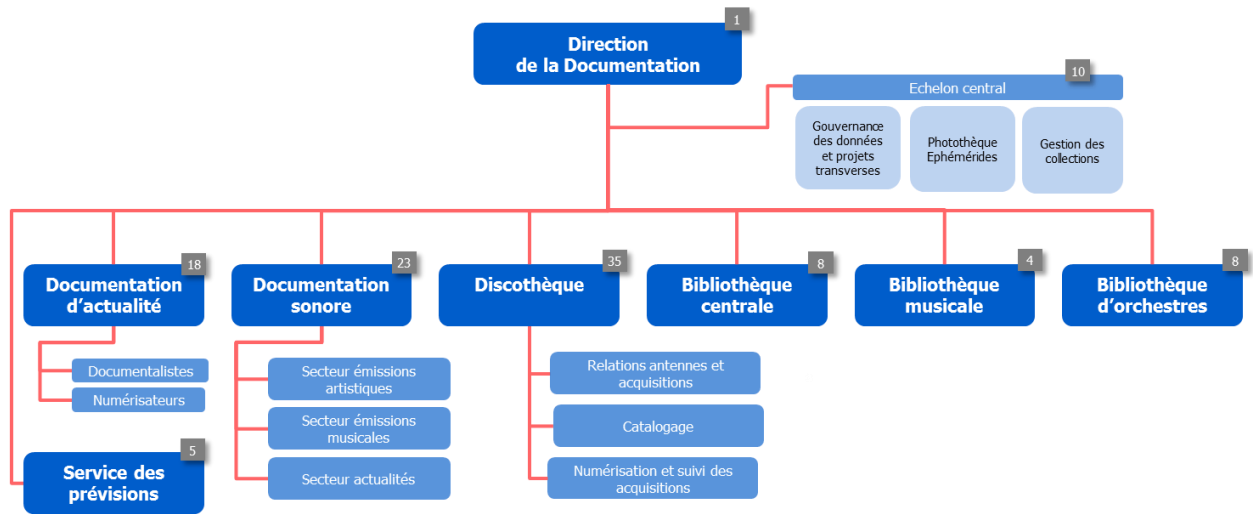 1
Direction
de la Documentation
10
Echelon central
Gouvernance
des données
et projets
transverses
Photothèque
Ephémérides
Gestion des
collections
18
Documentation
d'actualité
23
Documentation
sonore
35
Discothèque
8
Bibliothèque
centrale
4
Bibliothèque
musicale
8
Bibliothèque
d'orchestres
Documentalistes
Numérisateurs
Secteur émissions
artistiques
Secteur émissions
musicales
Secteur actualités
Relations antennes et
acquisitions
Catalogage
Numérisation et suivi des
acquisitions
5
Service des
prévisions